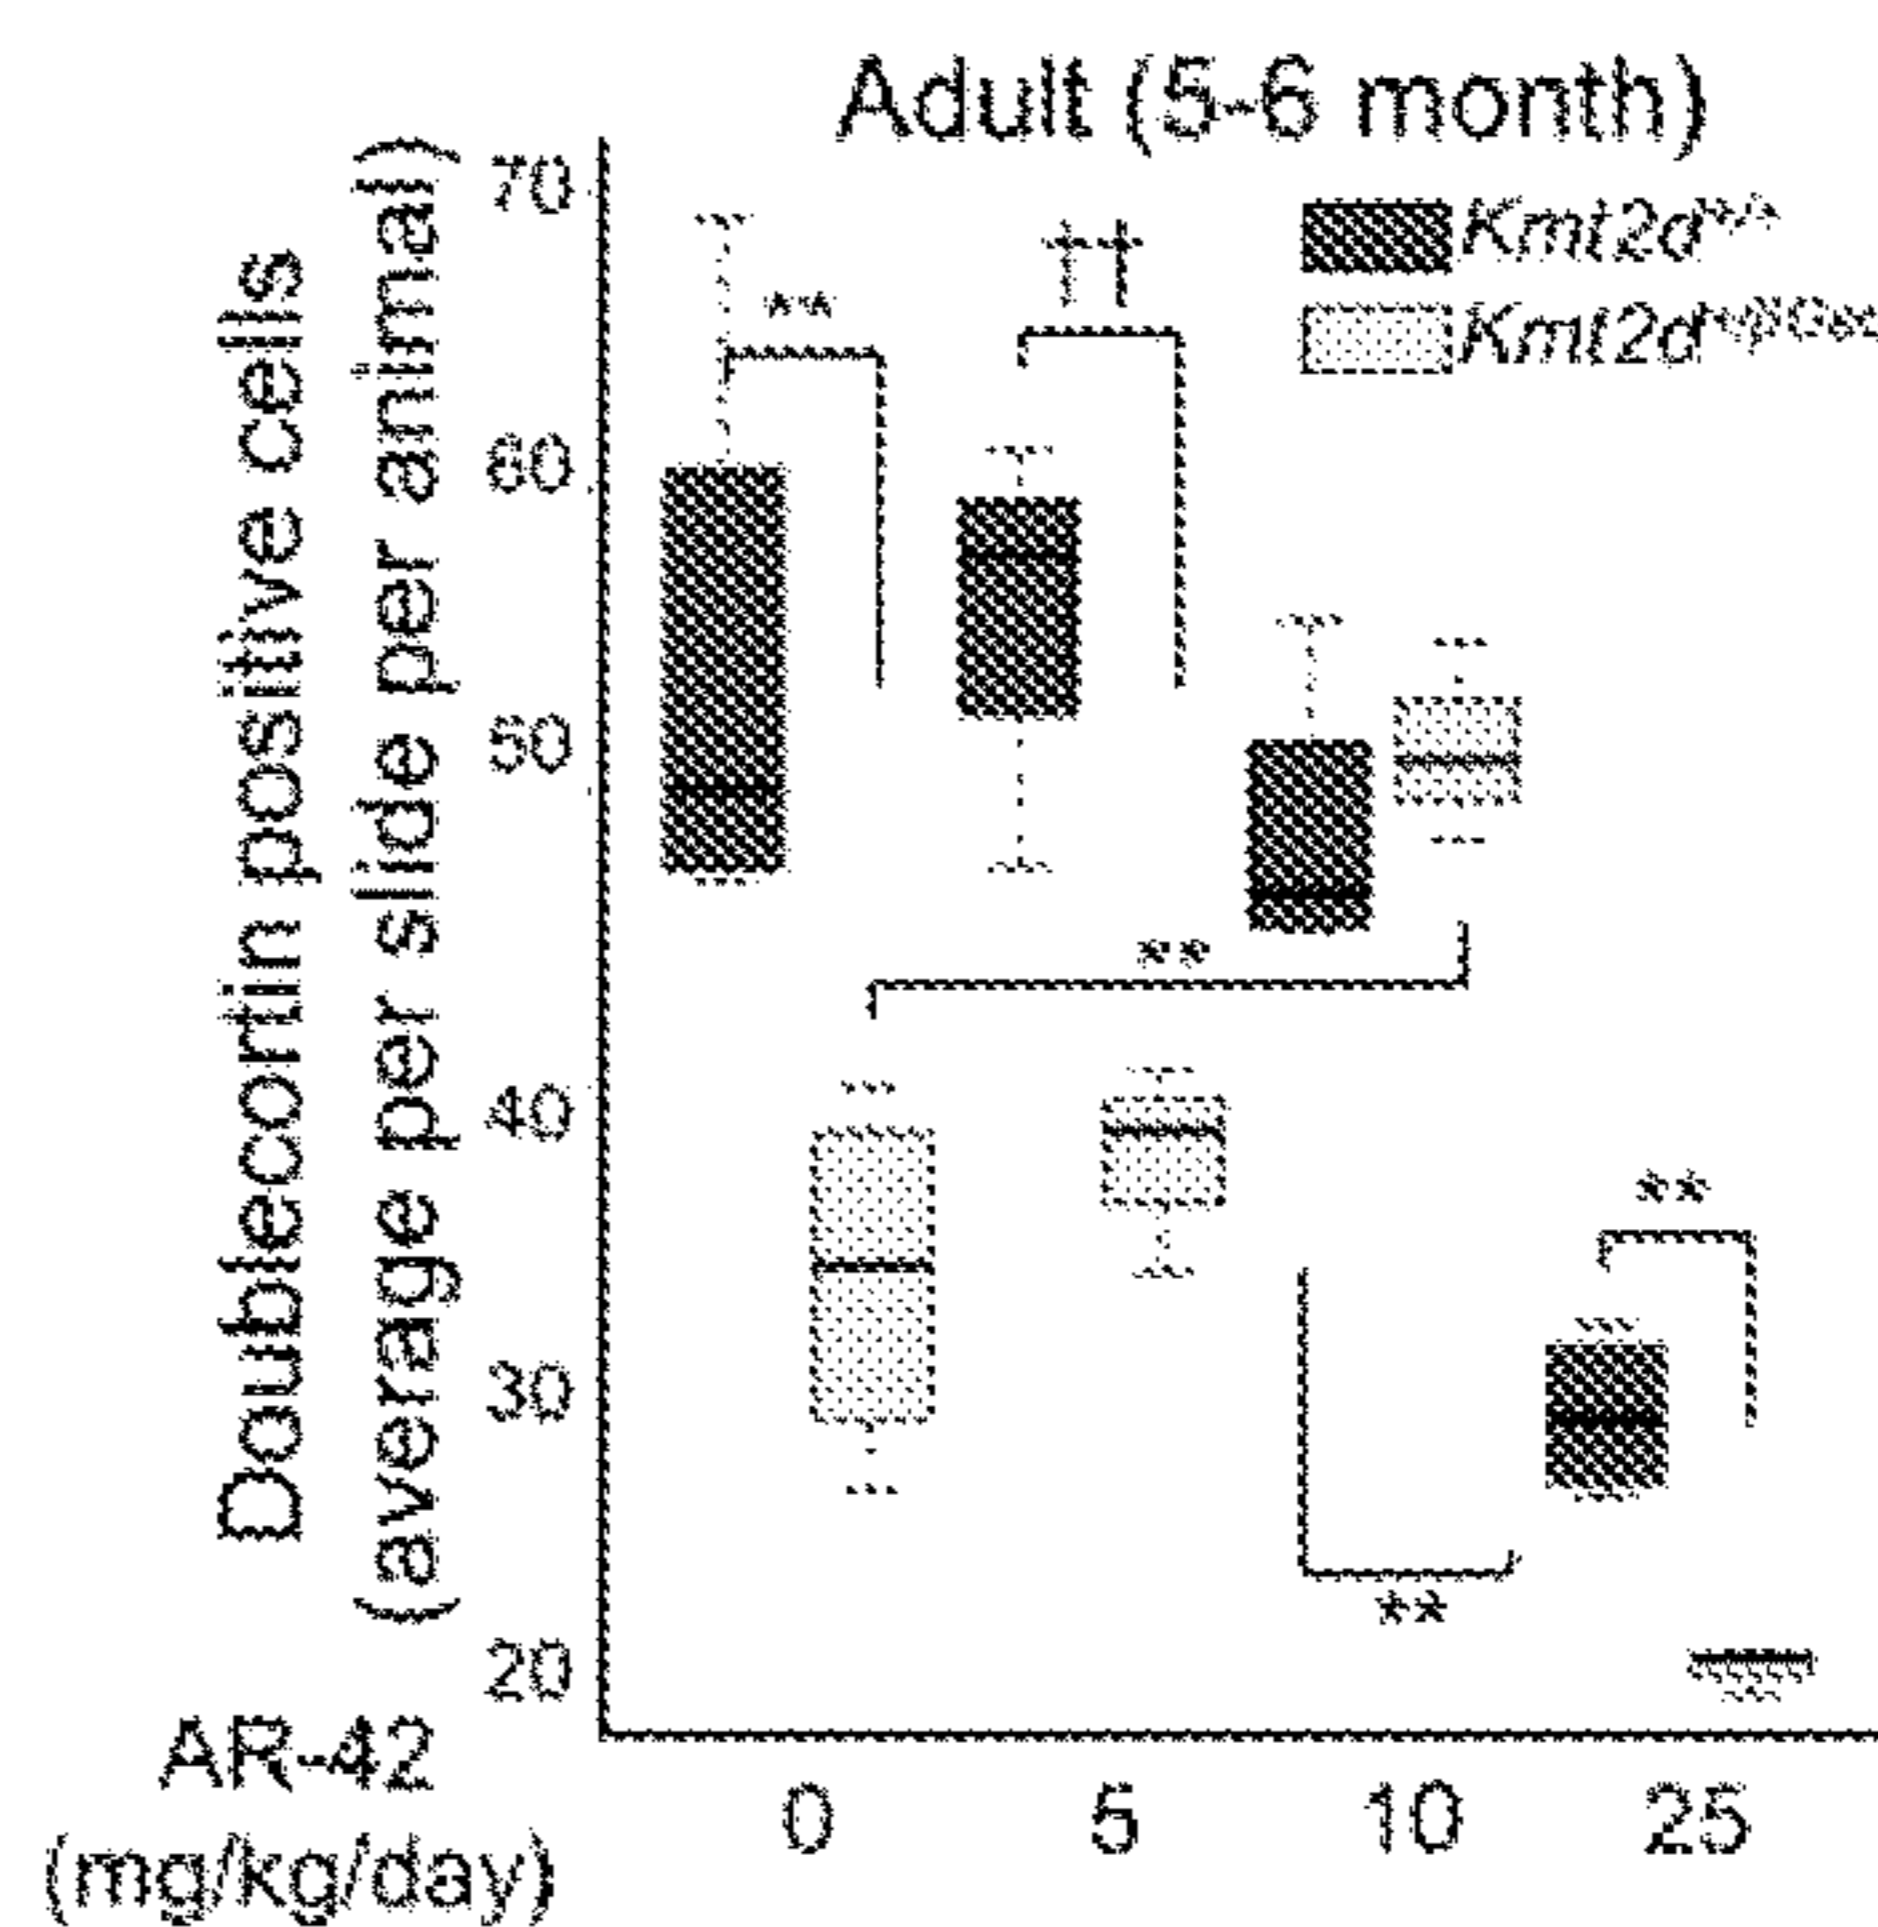 Adult (5-6 month)
Doublecortin positive cells
(average per slide per animal)
70
60
50
40
30
20
Kmt2d
Kmt2d
**
††
**
**
**
AR-42
(mg/kg/day)
0 5 10 25